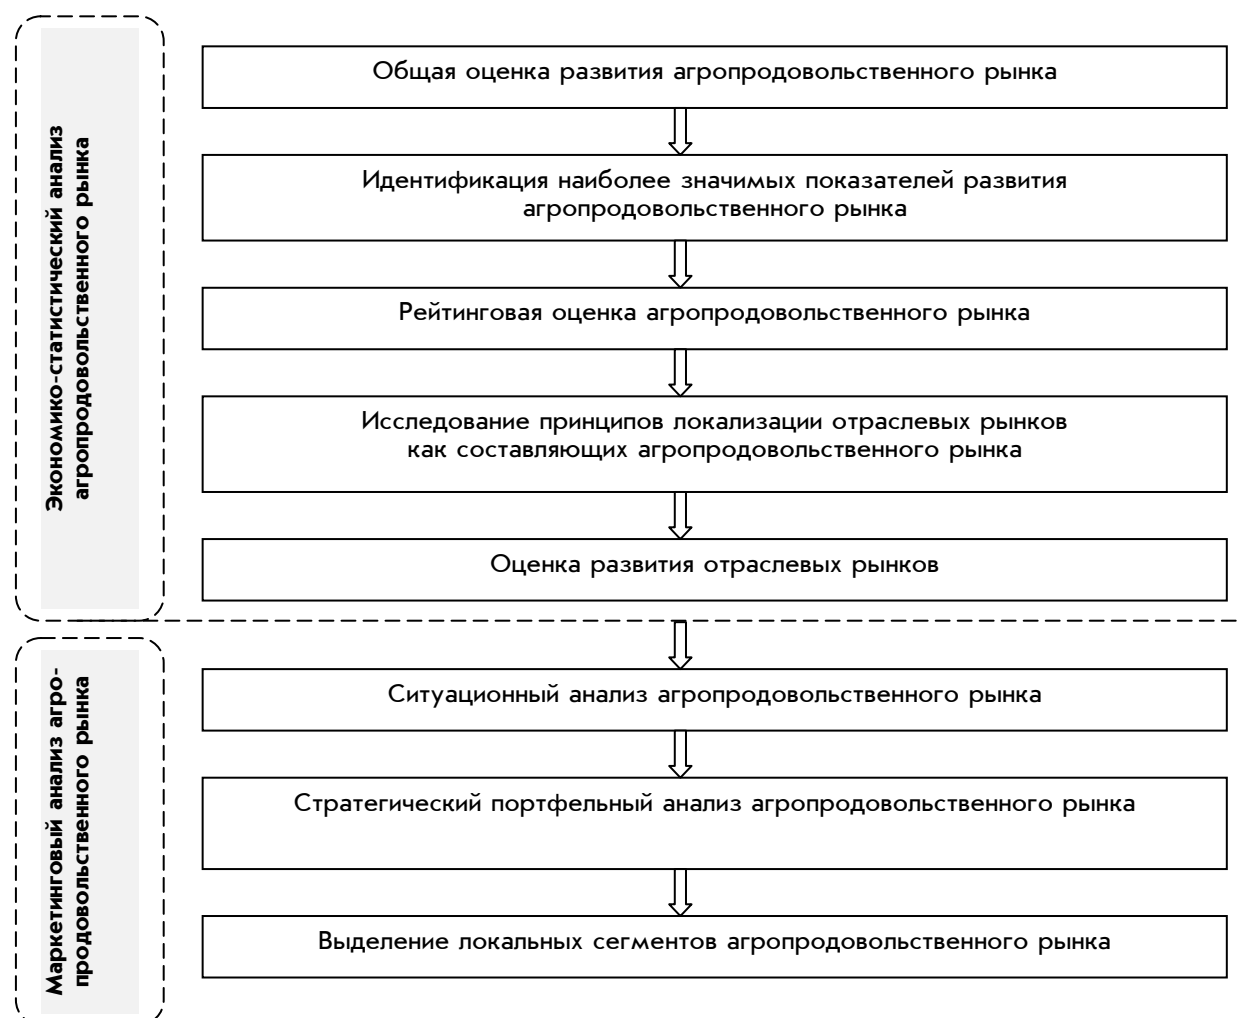 Экономико-статистический анализ
агропродовольственного рынка
Общая оценка развития агропродовольственного рынка
Идентификация наиболее значимых показателей развития
агропродовольственного рынка
Рейтинговая оценка агропродовольственного рынка
Исследование принципов локализации отраслевых рынков
как составляющих агропродовольственного рынка
Оценка развития отраслевых рынков
Маркетинговый анализ агро-
продовольственного рынка
Ситуационный анализ агропродовольственного рынка
Стратегический портфельный анализ агропродовольственного рынка
Выделение локальных сегментов агропродовольственного рынка